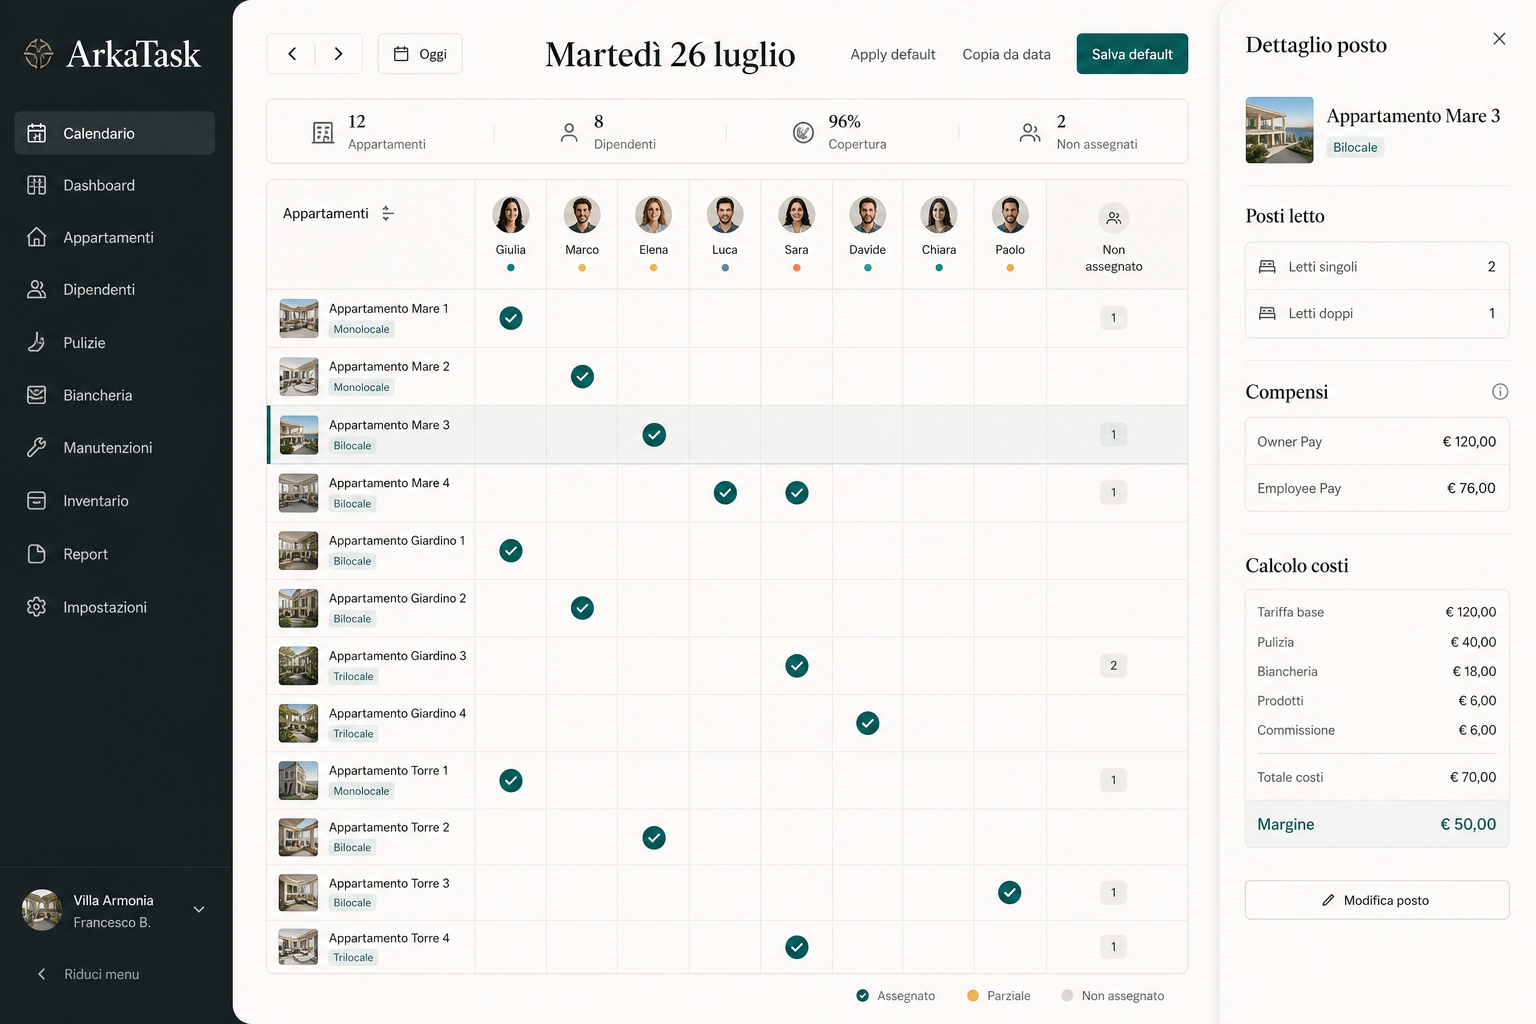 ArkaTask
Calendario
Dashboard
Appartamenti
Dipendenti
Pulizie
Biancheria
Manutenzioni
Inventario
Report
Impostazioni
Villa Armonia
Francesco B.
Riduci menu
Oggi
Martedì 26 luglio
Apply default
Copia da data
Salva default
12
Appartamenti
8
Dipendenti
96%
Copertura
2
Non assegnati
Appartamenti
Giulia
Marco
Elena
Luca
Sara
Davide
Chiara
Paolo
Non
assegnato
Appartamento Mare 1
Monolocale
1
Appartamento Mare 2
Monolocale
Appartamento Mare 3
Bilocale
1
Appartamento Mare 4
Bilocale
1
Appartamento Giardino 1
Bilocale
Appartamento Giardino 2
Bilocale
Appartamento Giardino 3
Trilocale
2
Appartamento Giardino 4
Trilocale
Appartamento Torre 1
Monolocale
1
Appartamento Torre 2
Bilocale
Appartamento Torre 3
Bilocale
1
Appartamento Torre 4
Trilocale
1
Assegnato
Parziale
Non assegnato
Dettaglio posto
Appartamento Mare 3
Bilocale
Posti letto
Letti singoli 2
Letti doppi 1
Compensi
Owner Pay € 120,00
Employee Pay € 76,00
Calcolo costi
Tariffa base € 120,00
Pulizia € 40,00
Biancheria € 18,00
Prodotti € 6,00
Commissione € 6,00
Totale costi € 70,00
Margine € 50,00
Modifica posto